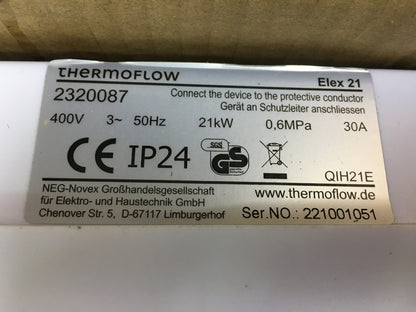 thermoflow Elex 21
2320087 Connect the device to the protective conductor
Gerät an Schutzleiter anschliessen
400V 3~ 50Hz 21kW 0,6MPa 30A
CE IP24 SGS GS QIH21E
NEG-Novex Großhandelsgesellschaft
für Elektro- und Haustechnik GmbH www.thermoflow.de
Chenover Str. 5, D-67117 Limburgerhof Ser.NO.: 221001051